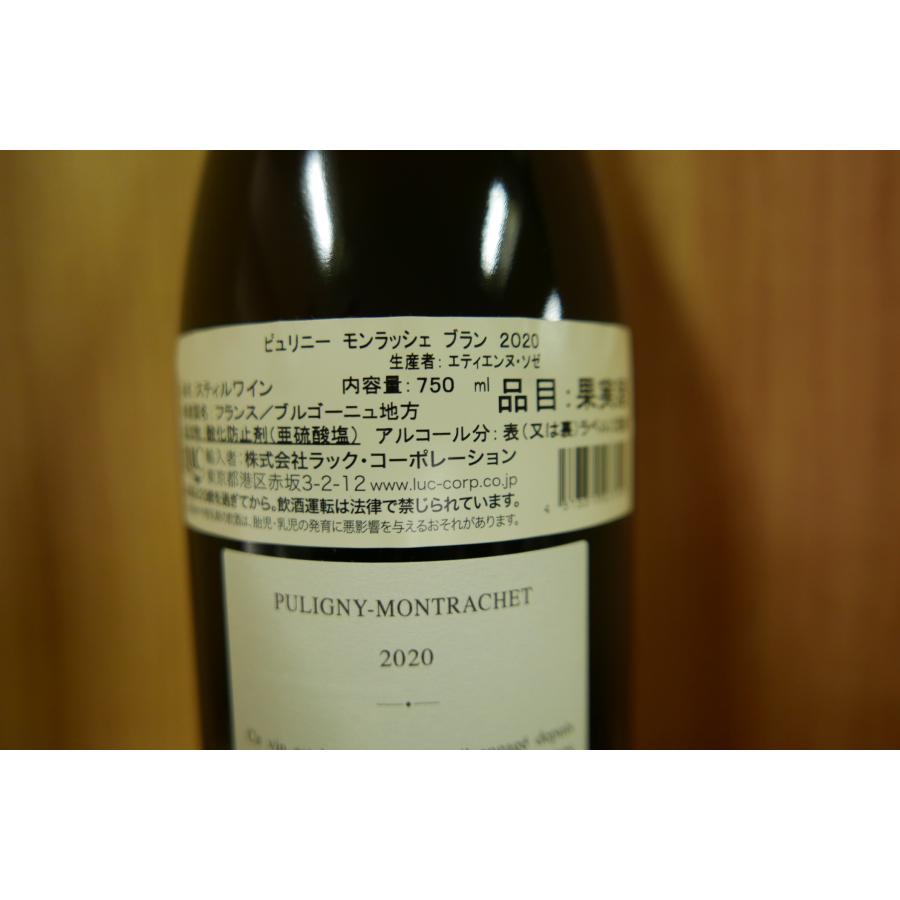 ピュリニー モンラッシェ ブラン 2020
生産者：エティエンヌ・ソゼ
スティルワイン 内容量：750 ml 品目：果実
フランス／ブルゴーニュ地方
酸化防止剤（亜硫酸塩） アルコール分：表（又は裏）ラベル
輸入者：株式会社ラック・コーポレーション
東京都港区赤坂3-2-12 www.luc-corp.co.jp
を過ぎてから。飲酒運転は法律で禁じられています。
胎児・乳児の発育に悪影響を与えるおそれがあります。
PULIGNY-MONTRACHET
2020
Ce vin depuis